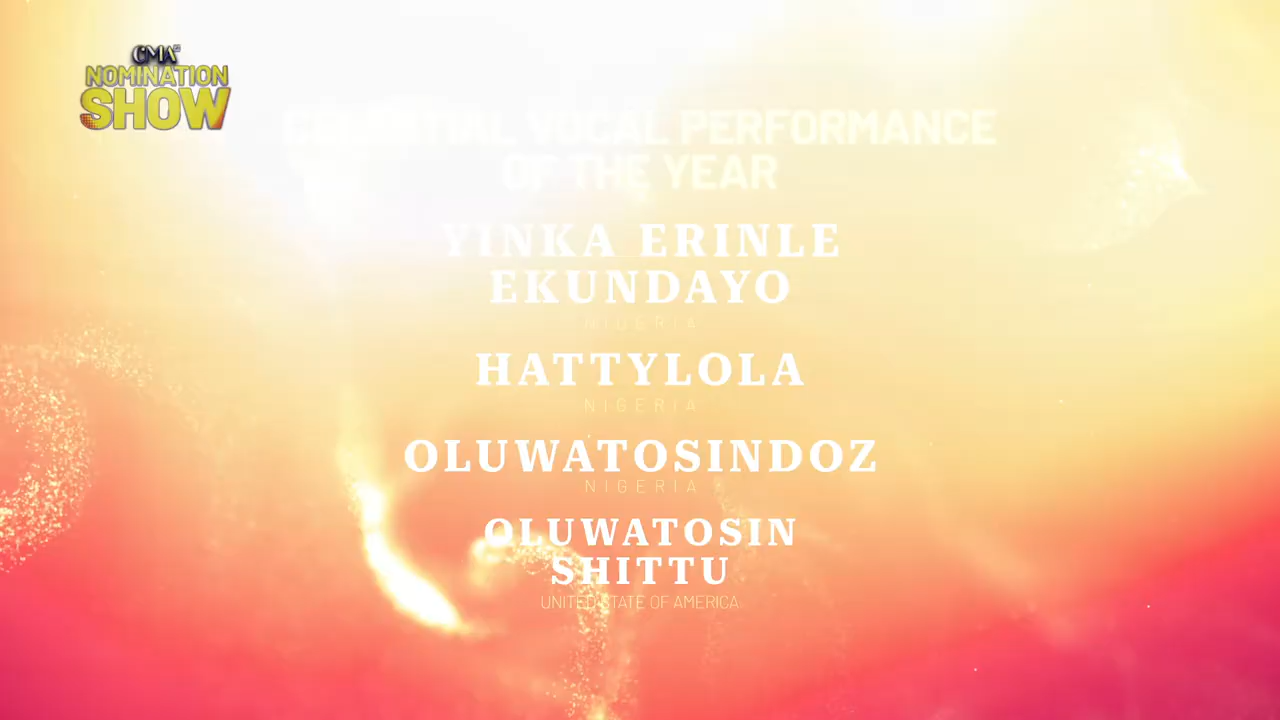 CMA
NOMINATION
SHOW
CELESTIAL VOCAL PERFORMANCE
OF THE YEAR
YINKA ERINLE
EKUNDAYO
NIGERIA
HATTYLOLA
NIGERIA
OLUWATOSINDOZ
NIGERIA
OLUWATOSIN
SHITTU
UNITED STATE OF AMERICA